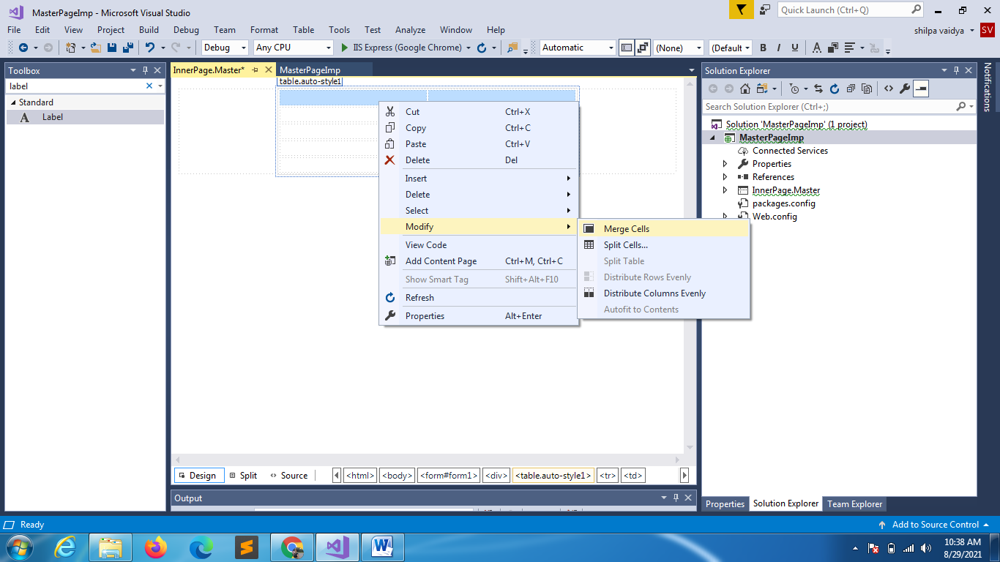 MasterPageImp - Microsoft Visual Studio
Quick Launch (Ctrl+Q)
File Edit View Project Build Debug Team Format Table Tools Test Analyze Window Help
shilpa vaidya SV
Debug Any CPU IIS Express (Google Chrome) Automatic (None) (Default B I U A
Toolbox
label
Standard
A Label
InnerPage.Master* MasterPageImp
table.auto-style1
Cut Ctrl+X
Copy Ctrl+C
Paste Ctrl+V
Delete Del
Insert
Delete
Select
Modify
View Code
Add Content Page Ctrl+M, Ctrl+C
Show Smart Tag Shift+Alt+F10
Refresh
Properties Alt+Enter
Merge Cells
Split Cells...
Split Table
Distribute Rows Evenly
Distribute Columns Evenly
Autofit to Contents
Design Split Source <html> <body> <form#form1> <div> <table.auto-style1> <tr> <td>
Output
Solution Explorer
Search Solution Explorer (Ctrl+;)
Solution 'MasterPageImp' (1 project)
MasterPageImp
Connected Services
Properties
References
InnerPage.Master
packages.config
Web.config
Properties Solution Explorer Team Explorer
Notifications
Ready
Add to Source Control
10:38 AM
8/29/2021